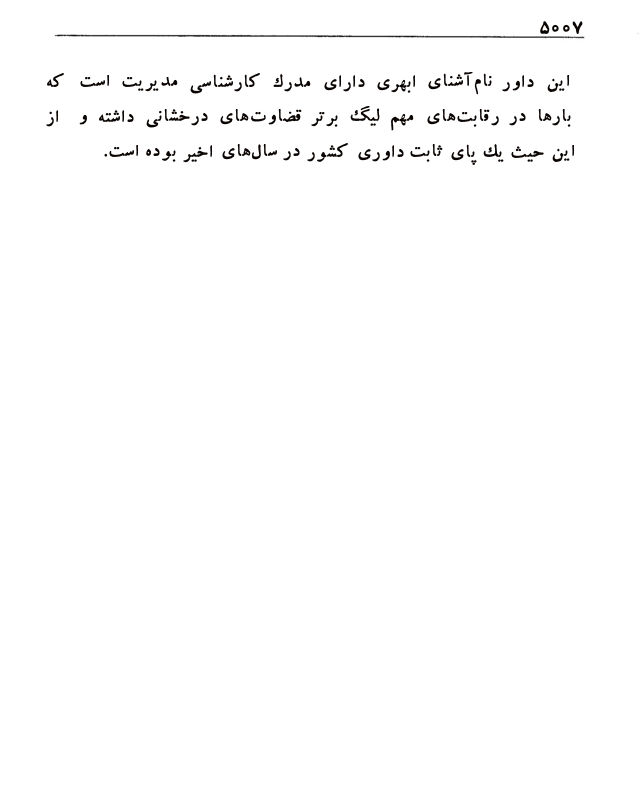 ۵۰۰۷
این داور نام‌آشنای ابهری دارای مدرك کارشناسی مدیریت است که
بارها در رقابت‌های مهم لیگ برتر قضاوت‌های درخشانی داشته و از
این حیث یك پای ثابت داوری کشور در سال‌های اخیر بوده است.